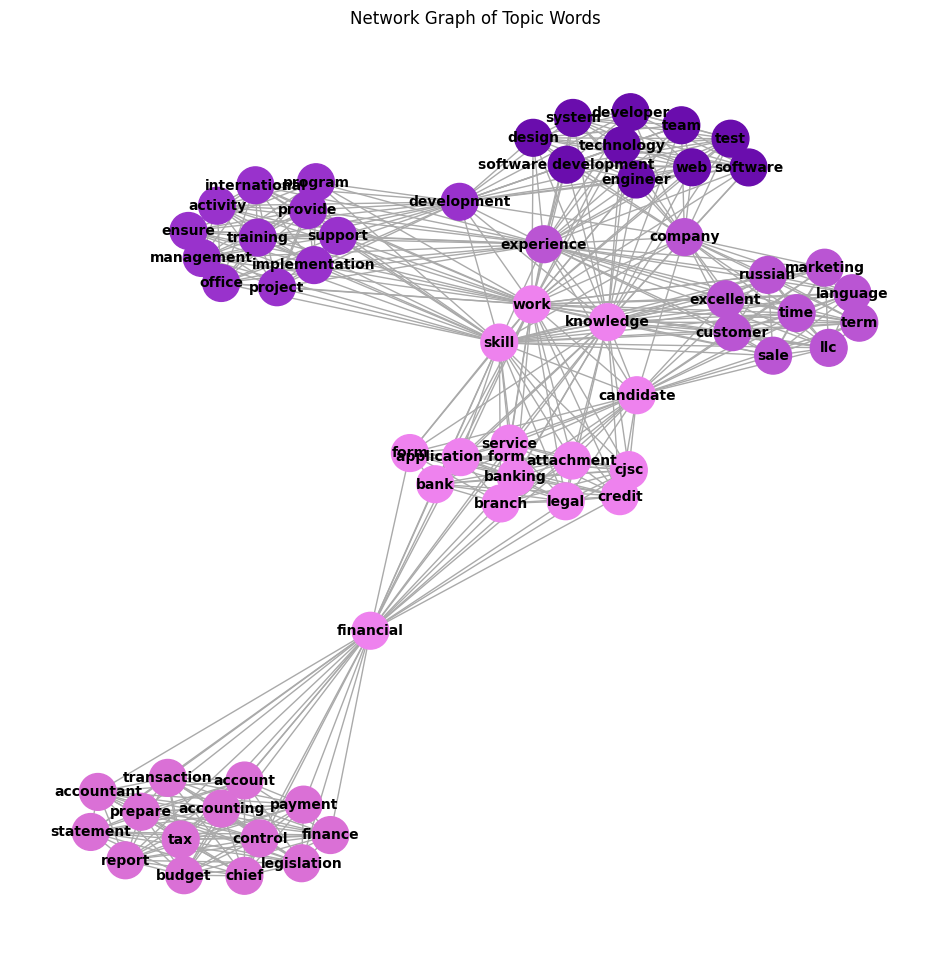 Network Graph of Topic Words
developer
system
team
design
test
technology
software development
web
software
engineer
international
program
activity
provide
development
ensure
training
support
management
implementation
office
project
experience
company
russian
marketing
excellent
language
time
term
customer
llc
sale
work
knowledge
skill
candidate
form
application form
service
attachment
cjsc
bank
banking
branch
legal
credit
financial
transaction
account
accountant
prepare
accounting
payment
statement
tax
control
finance
report
legislation
budget
chief